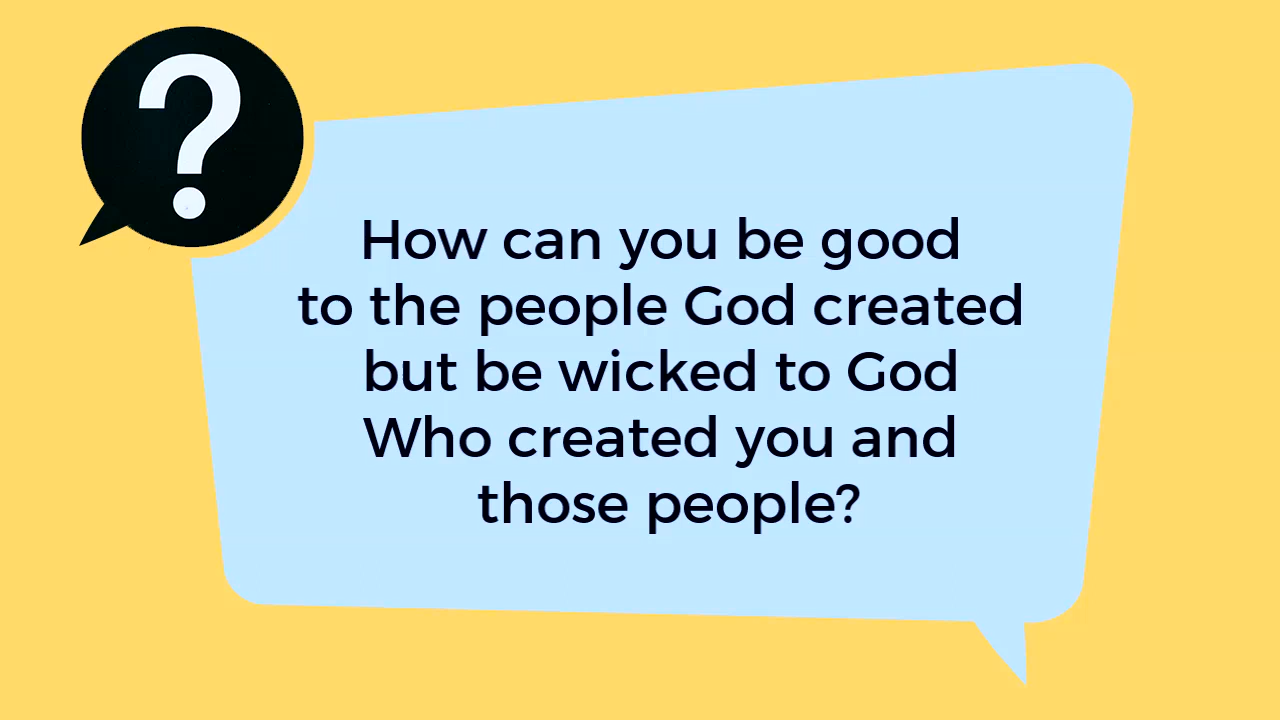 ?
How can you be good
to the people God created
but be wicked to God
Who created you and
those people?